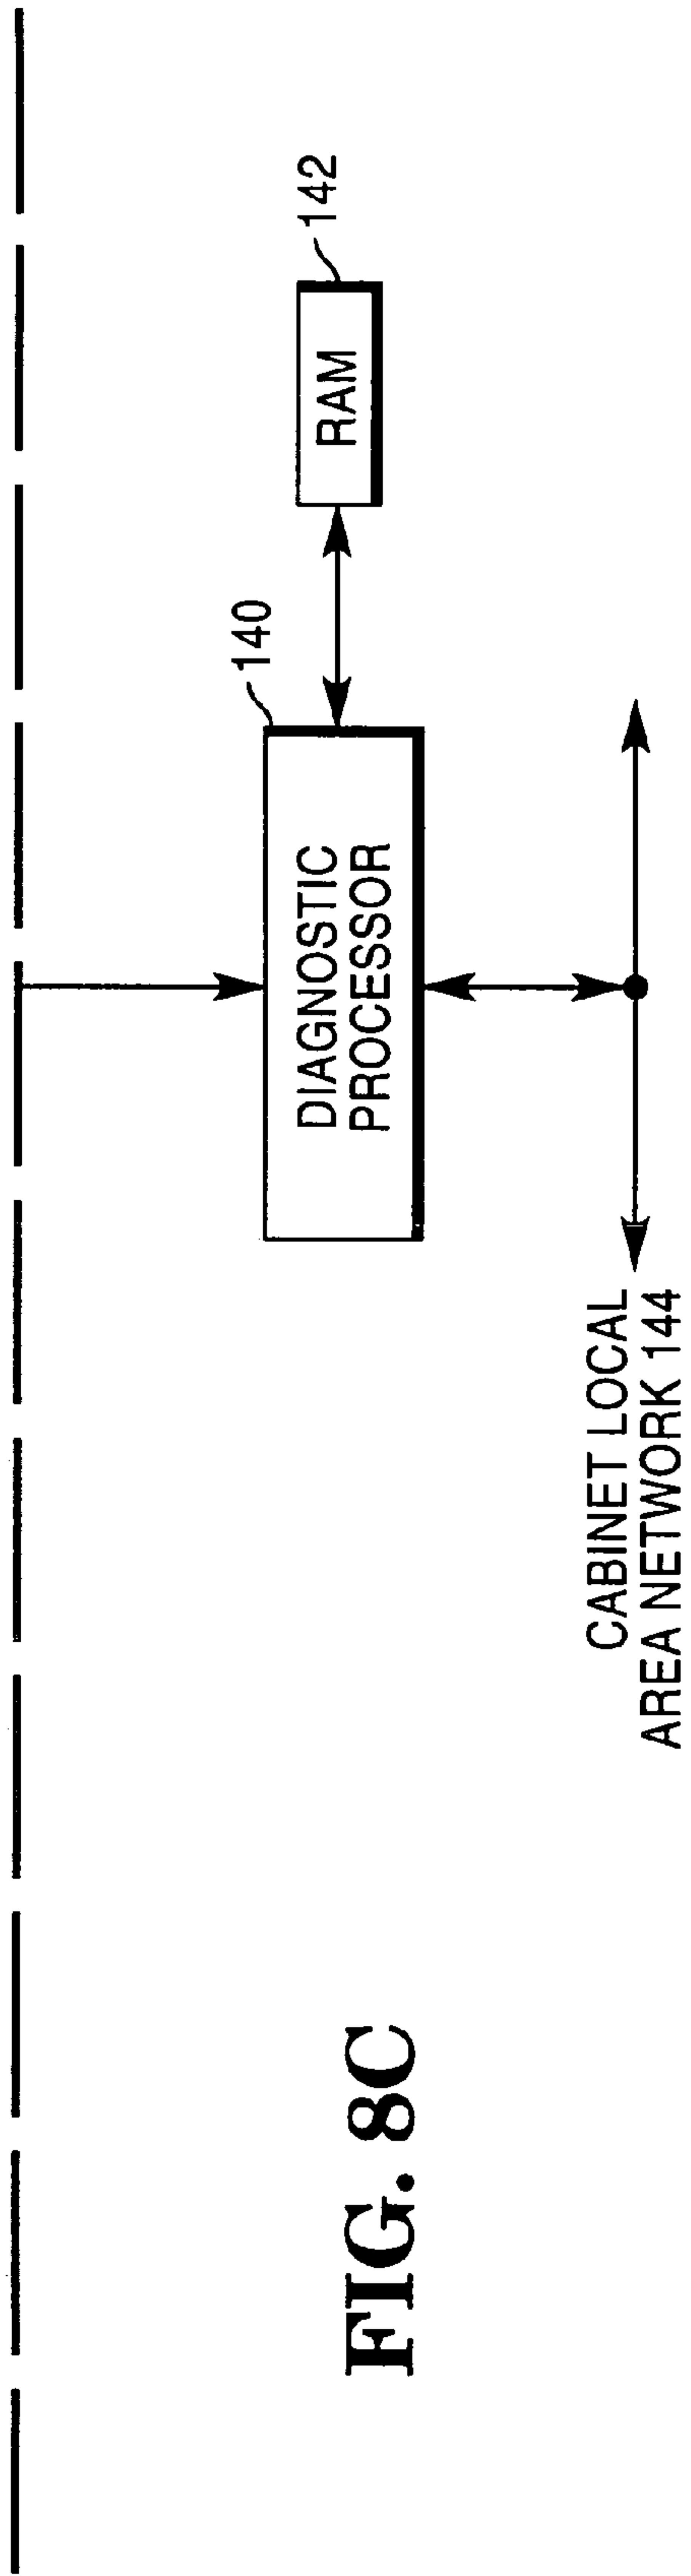 142
RAM
140
DIAGNOSTIC
PROCESSOR
CABINET LOCAL
AREA NETWORK 144
FIG. 8C